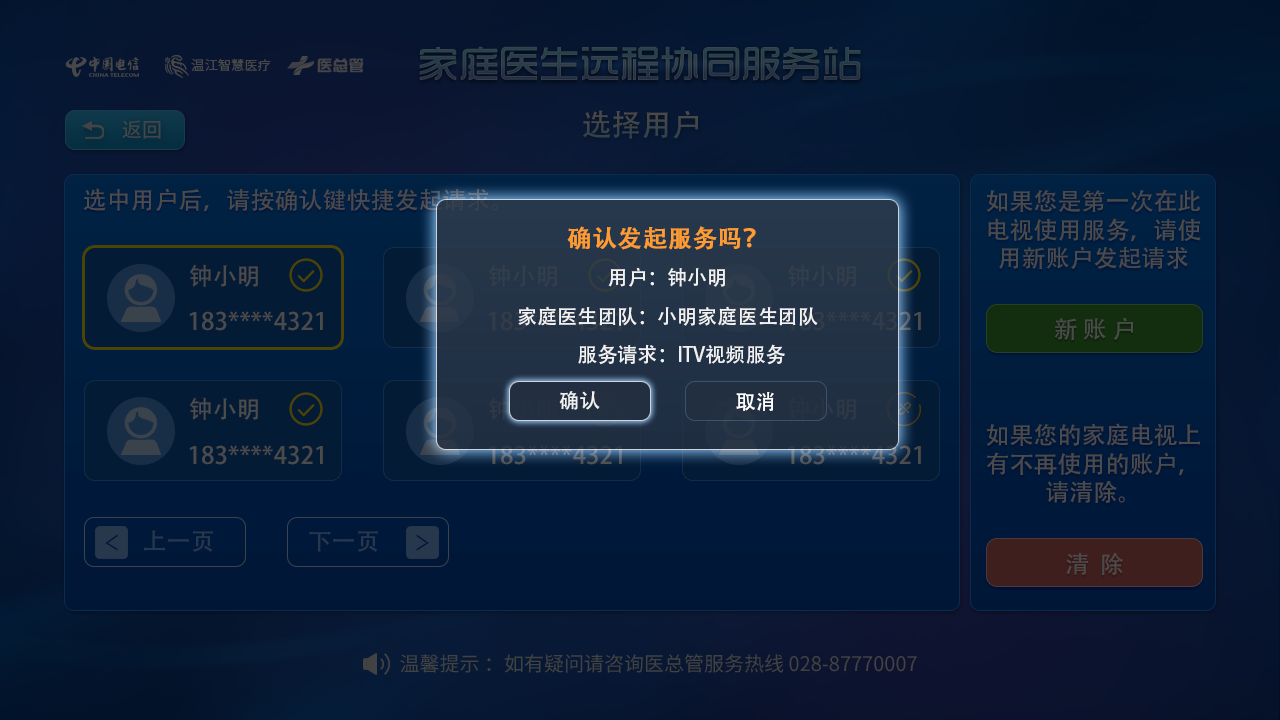 中国电信
CHINA TELECOM
温江智慧医疗
医总管
家庭医生远程协同服务站
返回
选择用户
选中用户后，请按确认键快捷发起请求。
钟小明
183****4321
钟小明
钟小明
钟小明
183****4321
183****4321
183****4321
上一页
下一页
确认发起服务吗?
用户：钟小明
家庭医生团队：小明家庭医生团队
服务请求：ITV视频服务
确认
取消
如果您是第一次在此
电视使用服务，请使
用新账户发起请求
新账户
如果您的家庭电视上
有不再使用的账户，
请清除。
清除
温馨提示：如有疑问请咨询医总管服务热线 028-87770007